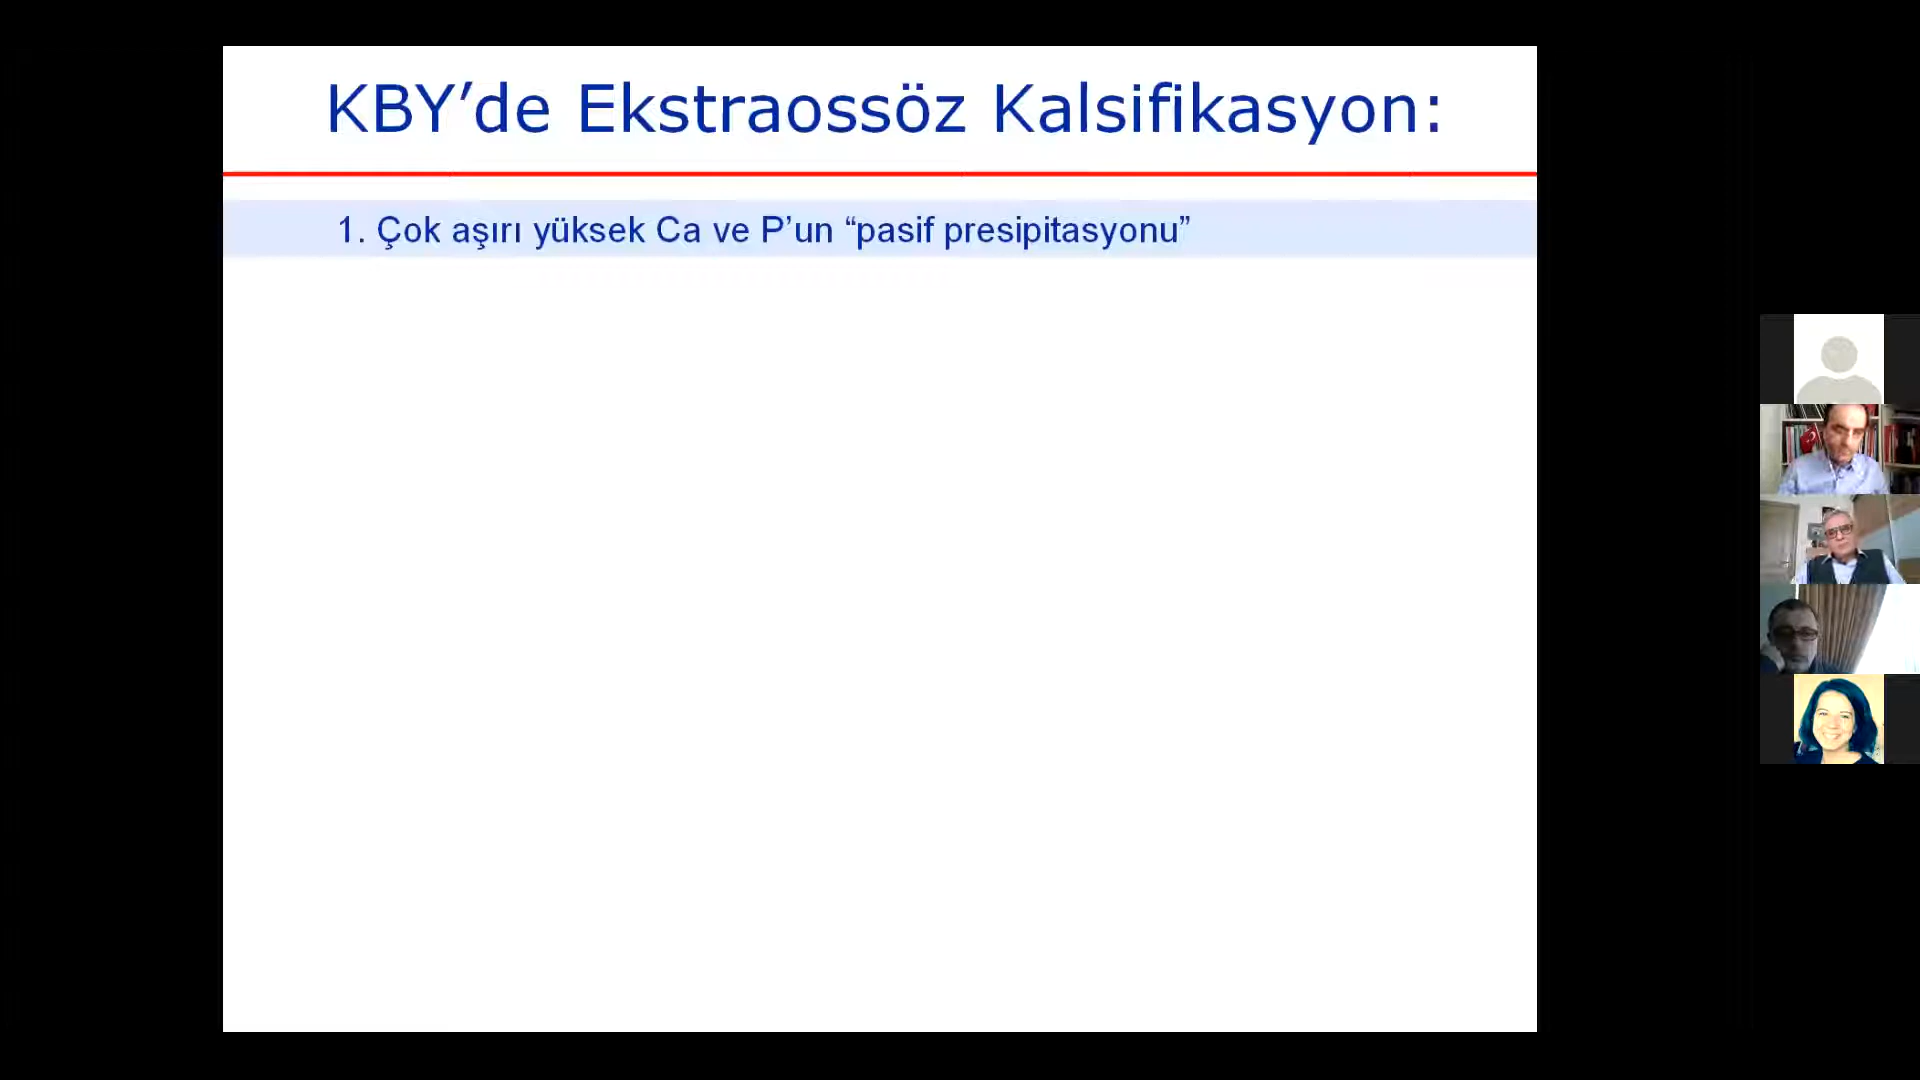 KBY’de Ekstraossöz Kalsifikasyon:
1. Çok aşırı yüksek Ca ve P’un “pasif presipitasyonu”